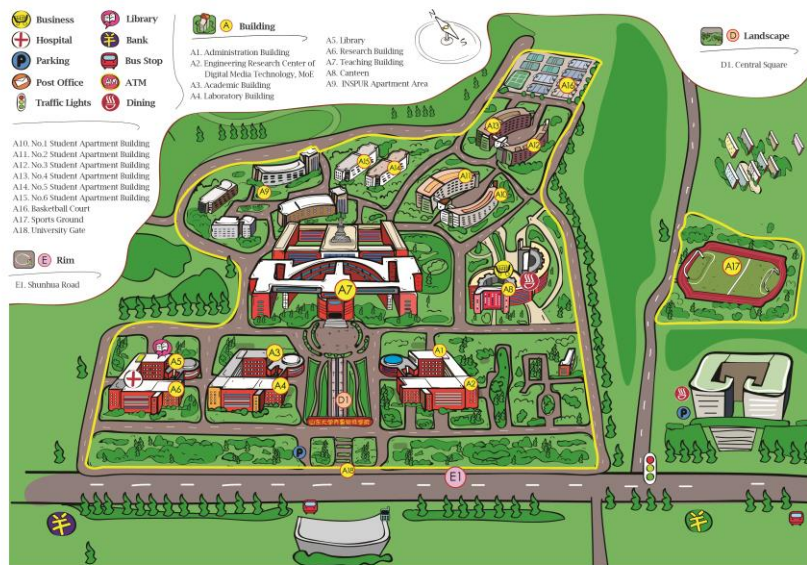 Business
Library
Hospital
Bank
Parking
Bus Stop
Post Office
ATM
Traffic Lights
Dining
A Building
A1. Administration Building
A2. Engineering Research Center of
Digital Media Technology, MoE
A3. Academic Building
A4. Laboratory Building
A5. Library
A6. Research Building
A7. Teaching Building
A8. Canteen
A9. INSPUR Apartment Area
N
S
D Landscape
D1. Central Square
A10. No.1 Student Apartment Building
A11. No.2 Student Apartment Building
A12. No.3 Student Apartment Building
A13. No.4 Student Apartment Building
A14. No.5 Student Apartment Building
A15. No.6 Student Apartment Building
A16. Basketball Court
A17. Sports Ground
A18. University Gate
E Rim
E1. Shunhua Road
A16
A13
A12
A15
A14
A11
A10
A9
A17
A7
A8
A5
A3
A1
A6
A4
A2
D1
P
P
A18
E1